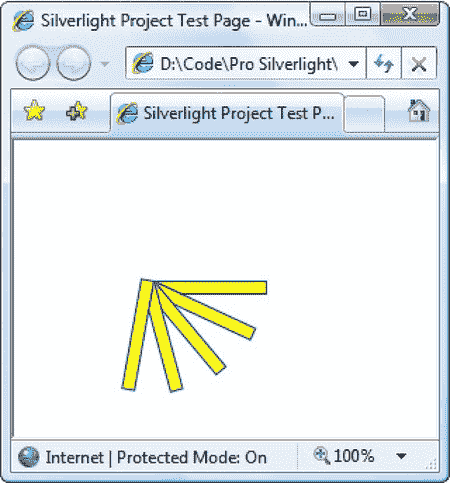 Silverlight Project Test Page - Win...
D:\Code\Pro Silverlight\
Silverlight Project Test P...
Internet | Protected Mode: On
100%